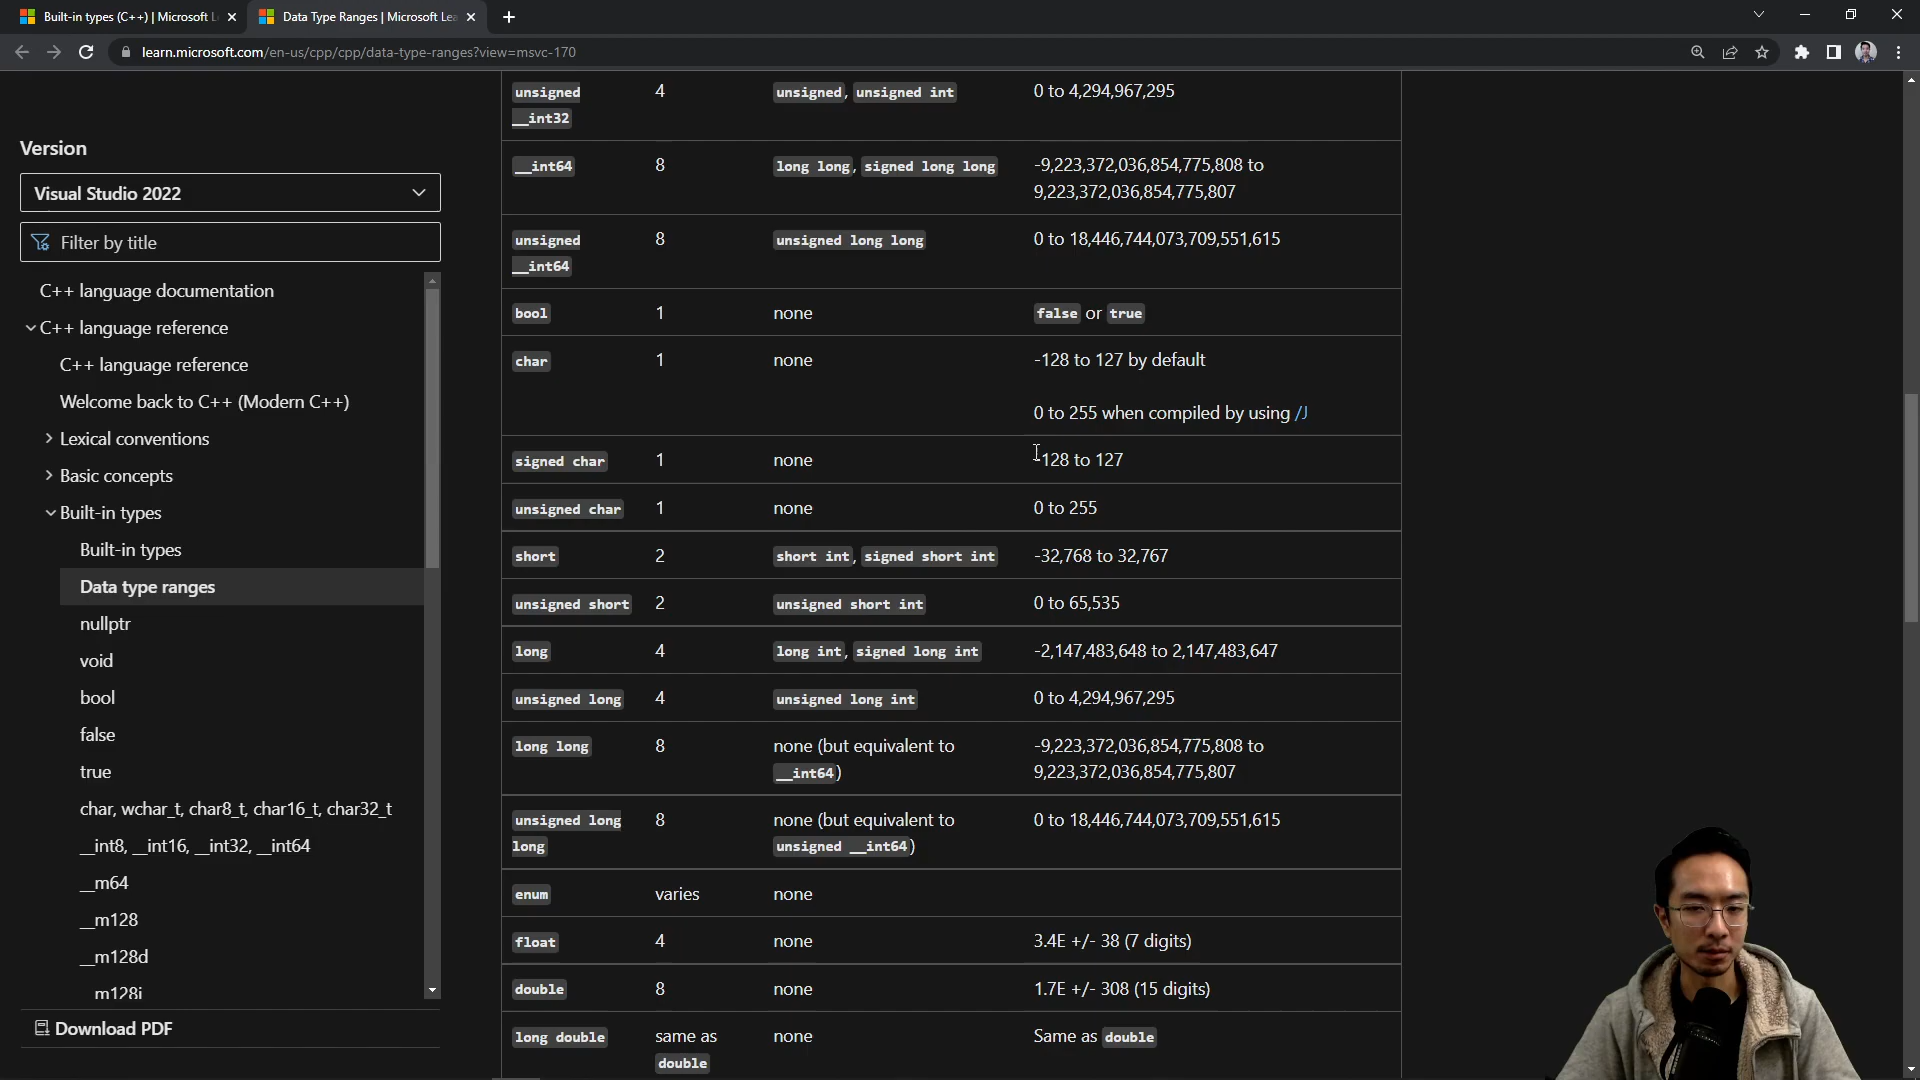 Built-in types (C++) | Microsoft L
Data Type Ranges | Microsoft Lea
learn.microsoft.com/en-us/cpp/cpp/data-type-ranges?view=msvc-170
Version
Visual Studio 2022
Filter by title
C++ language documentation
C++ language reference
C++ language reference
Welcome back to C++ (Modern C++)
Lexical conventions
Basic concepts
Built-in types
Built-in types
Data type ranges
nullptr
void
bool
false
true
char, wchar_t, char8_t, char16_t, char32_t
__int8, __int16, __int32, __int64
__m64
__m128
__m128d
__m128i
Download PDF
unsigned 4 unsigned, unsigned int 0 to 4,294,967,295
__int32
__int64 8 long long, signed long long -9,223,372,036,854,775,808 to
9,223,372,036,854,775,807
unsigned 8 unsigned long long 0 to 18,446,744,073,709,551,615
__int64
bool 1 none false or true
char 1 none -128 to 127 by default
0 to 255 when compiled by using /J
signed char 1 none -128 to 127
unsigned char 1 none 0 to 255
short 2 short int, signed short int -32,768 to 32,767
unsigned short 2 unsigned short int 0 to 65,535
long 4 long int, signed long int -2,147,483,648 to 2,147,483,647
unsigned long 4 unsigned long int 0 to 4,294,967,295
long long 8 none (but equivalent to -9,223,372,036,854,775,808 to
__int64) 9,223,372,036,854,775,807
unsigned long 8 none (but equivalent to 0 to 18,446,744,073,709,551,615
long unsigned __int64)
enum varies none
float 4 none 3.4E +/- 38 (7 digits)
double 8 none 1.7E +/- 308 (15 digits)
long double same as none Same as double
double